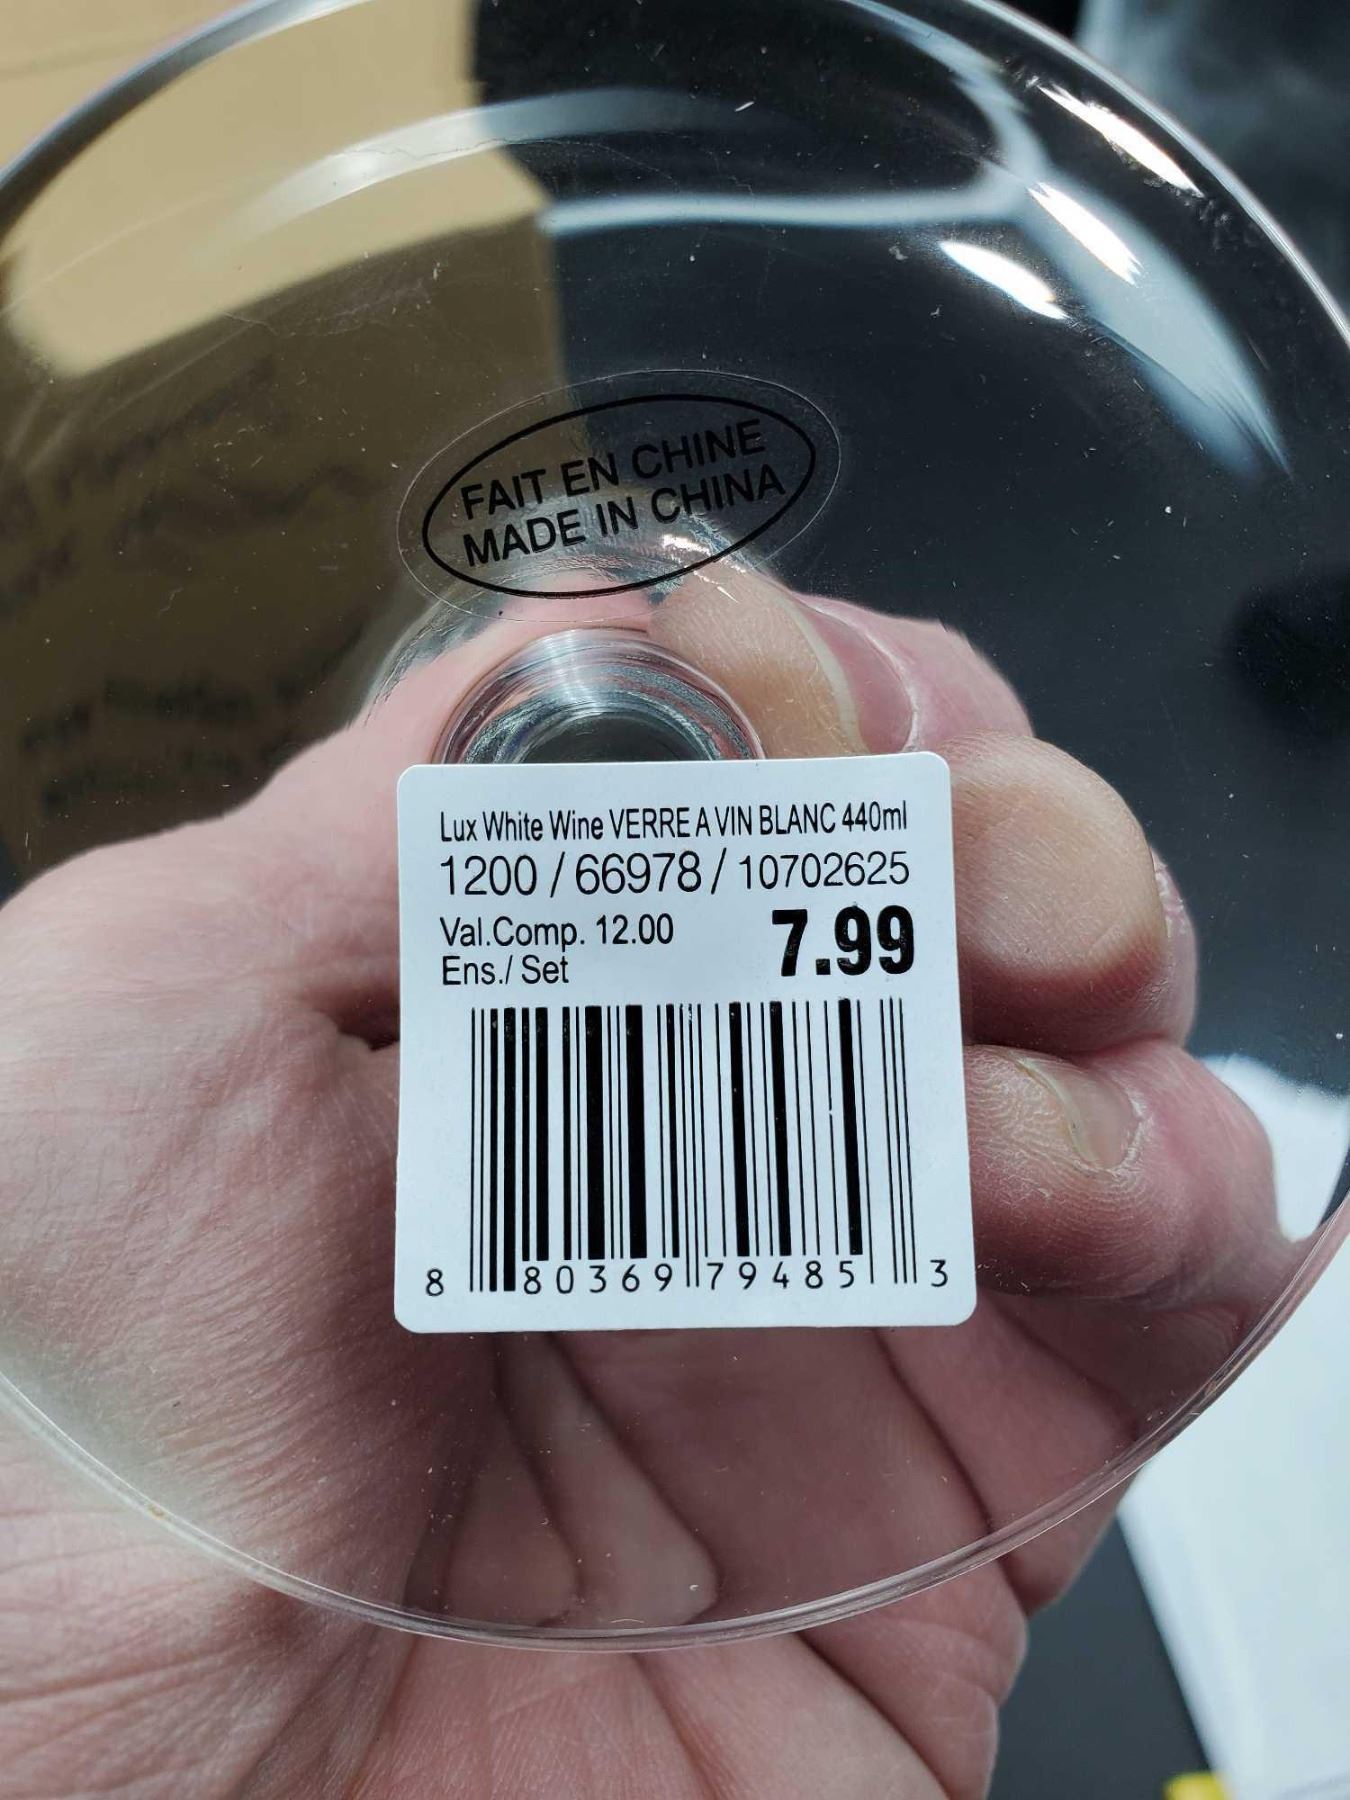 FAIT EN CHINE
MADE IN CHINA
Lux White Wine VERRE A VIN BLANC 440ml
1200 / 66978 / 10702625
Val.Comp. 12.00 7.99
Ens./ Set
8 80369 79485 3